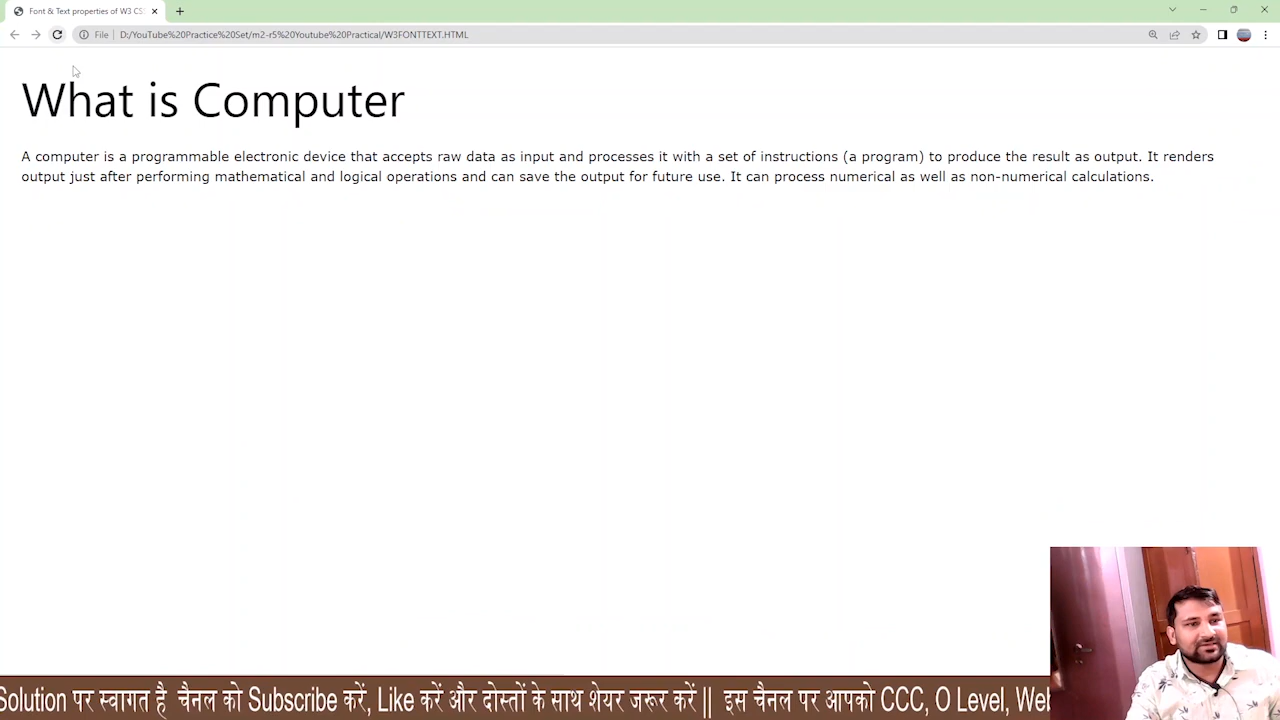 Font & Text properties of W3 CS
File D:/YouTube%20Practice%20Set/m2-r5%20Youtube%20Practical/W3FONTTEXT.HTML
What is Computer
A computer is a programmable electronic device that accepts raw data as input and processes it with a set of instructions (a program) to produce the result as output. It renders
output just after performing mathematical and logical operations and can save the output for future use. It can process numerical as well as non-numerical calculations.
Solution पर स्वागत है चैनल को Subscribe करें, Like करें और दोस्तों के साथ शेयर जरूर करें || इस चैनल पर आपको CCC, O Level, Web